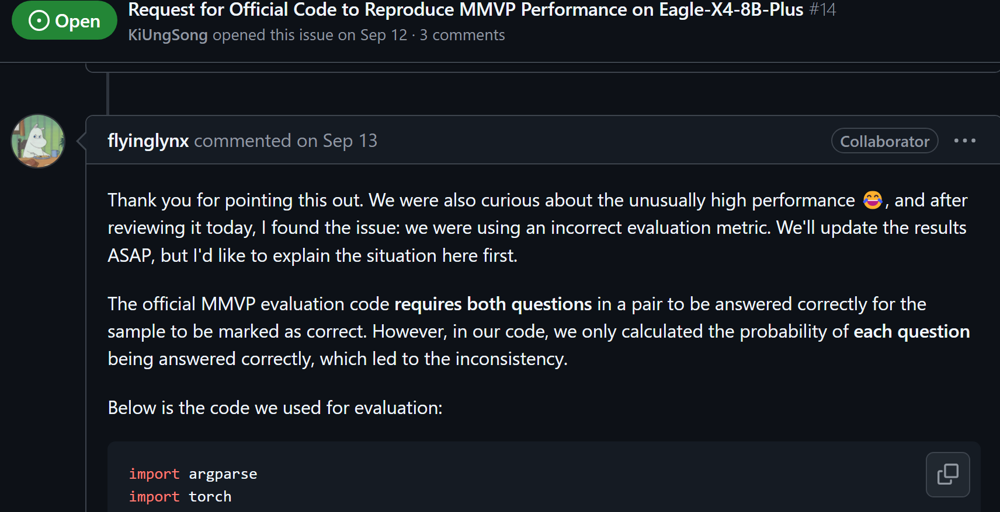 Open
Request for Official Code to Reproduce MMVP Performance on Eagle-X4-8B-Plus #14
KiUngSong opened this issue on Sep 12 · 3 comments
flyinglynx commented on Sep 13
Collaborator
Thank you for pointing this out. We were also curious about the unusually high performance 😂, and after
reviewing it today, I found the issue: we were using an incorrect evaluation metric. We'll update the results
ASAP, but I'd like to explain the situation here first.
The official MMVP evaluation code requires both questions in a pair to be answered correctly for the
sample to be marked as correct. However, in our code, we only calculated the probability of each question
being answered correctly, which led to the inconsistency.
Below is the code we used for evaluation:
import argparse
import torch